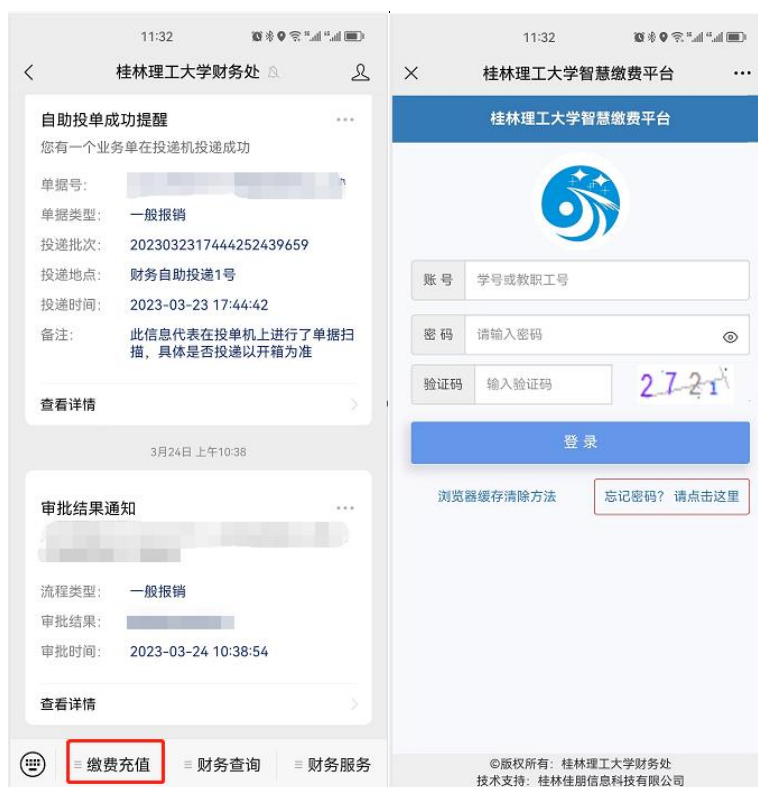 11:32
桂林理工大学财务处
自助投单成功提醒
您有一个业务单在投递机投递成功
单据号:
单据类型: 一般报销
投递批次: 2023032317444252439659
投递地点: 财务自助投递1号
投递时间: 2023-03-23 17:44:42
备注: 此信息代表在投单机上进行了单据扫
描，具体是否投递以开箱为准
查看详情
3月24日 上午10:38
审批结果通知
流程类型: 一般报销
审批结果:
审批时间: 2023-03-24 10:38:54
查看详情
缴费充值 财务查询 财务服务
11:32
桂林理工大学智慧缴费平台
桂林理工大学智慧缴费平台
账 号 学号或教职工号
密 码 请输入密码
验证码 输入验证码 2721
登 录
浏览器缓存清除方法 忘记密码? 请点击这里
©版权所有: 桂林理工大学财务处
技术支持: 桂林佳朋信息科技有限公司